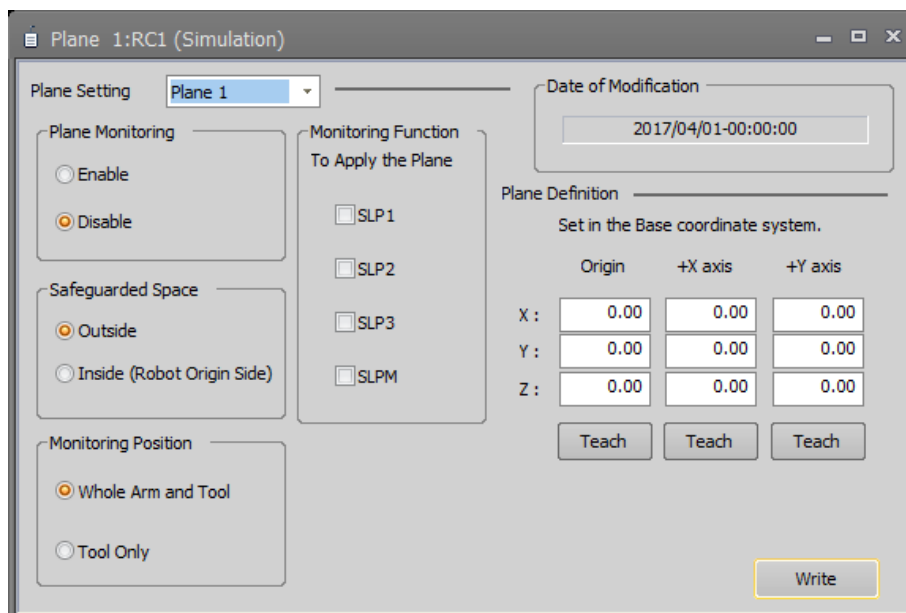 Plane 1:RC1 (Simulation)
Plane Setting
Plane 1
Date of Modification
2017/04/01-00:00:00
Plane Monitoring
Enable
Disable
Safeguarded Space
Outside
Inside (Robot Origin Side)
Monitoring Position
Whole Arm and Tool
Tool Only
Monitoring Function
To Apply the Plane
SLP1
SLP2
SLP3
SLPM
Plane Definition
Set in the Base coordinate system.
Origin +X axis +Y axis
X : 0.00 0.00 0.00
Y : 0.00 0.00 0.00
Z : 0.00 0.00 0.00
Teach Teach Teach
Write